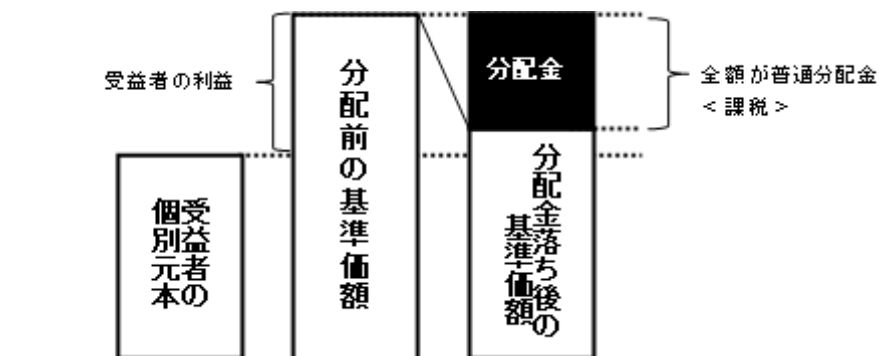 受益者の利益
受益者の
個別元本
分配前の基準価額
分配金
分配金落ち後の
基準価額
全額が普通分配金
<課税>